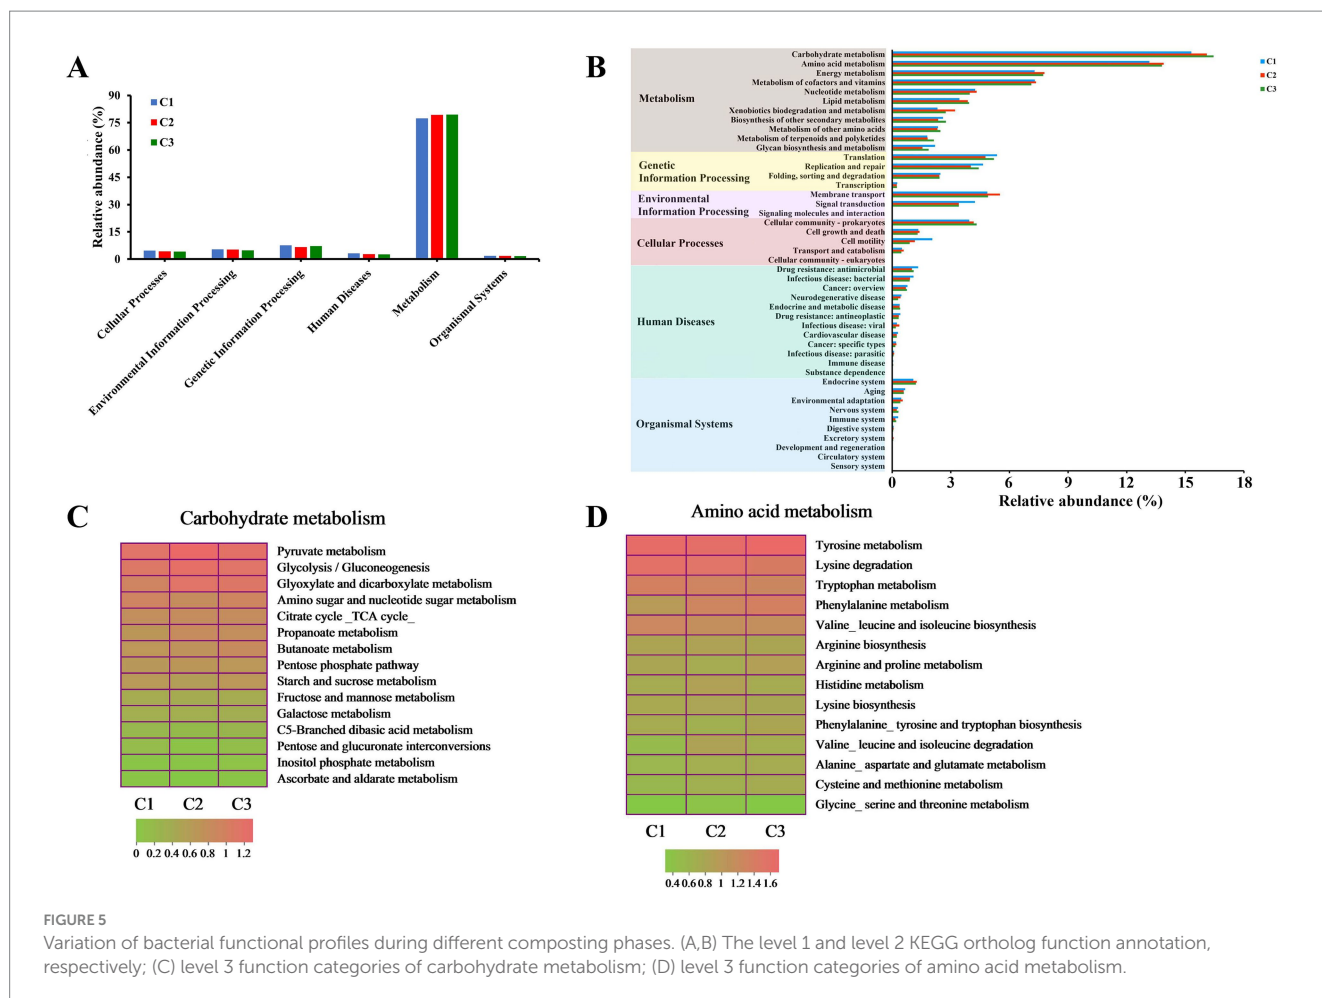 A
Relative abundance (%)
90
75
60
45
30
15
0
C1
C2
C3
Cellular Processes
Environmental Information Processing
Genetic Information Processing
Human Diseases
Metabolism
Organismal Systems
B
Metabolism
Genetic
Information Processing
Environmental
Information Processing
Cellular Processes
Human Diseases
Organismal Systems
Carbohydrate metabolism
Amino acid metabolism
Energy metabolism
Metabolism of cofactors and vitamins
Nucleotide metabolism
Lipid metabolism
Xenobiotics biodegradation and metabolism
Biosynthesis of other secondary metabolites
Metabolism of other amino acids
Metabolism of terpenoids and polyketides
Glycan biosynthesis and metabolism
Translation
Replication and repair
Folding, sorting and degradation
Transcription
Membrane transport
Signal transduction
Signaling molecules and interaction
Cellular community - prokaryotes
Cell growth and death
Cell motility
Transport and catabolism
Cellular community - eukaryotes
Drug resistance: antimicrobial
Infectious disease: bacterial
Cancer: overview
Neurodegenerative disease
Endocrine and metabolic disease
Drug resistance: antineoplastic
Infectious disease: viral
Cardiovascular disease
Cancer: specific types
Infectious disease: parasitic
Immune disease
Substance dependence
Endocrine system
Aging
Environmental adaptation
Nervous system
Immune system
Digestive system
Excretory system
Development and regeneration
Circulatory system
Sensory system
C1
C2
C3
0 3 6 9 12 15 18
Relative abundance (%)
C
Carbohydrate metabolism
Pyruvate metabolism
Glycolysis / Gluconeogenesis
Glyoxylate and dicarboxylate metabolism
Amino sugar and nucleotide sugar metabolism
Citrate cycle _TCA cycle_
Propanoate metabolism
Butanoate metabolism
Pentose phosphate pathway
Starch and sucrose metabolism
Fructose and mannose metabolism
Galactose metabolism
C5-Branched dibasic acid metabolism
Pentose and glucuronate interconversions
Inositol phosphate metabolism
Ascorbate and aldarate metabolism
C1 C2 C3
0 0.2 0.4 0.6 0.8 1 1.2
D
Amino acid metabolism
Tyrosine metabolism
Lysine degradation
Tryptophan metabolism
Phenylalanine metabolism
Valine_ leucine and isoleucine biosynthesis
Arginine biosynthesis
Arginine and proline metabolism
Histidine metabolism
Lysine biosynthesis
Phenylalanine_ tyrosine and tryptophan biosynthesis
Valine_ leucine and isoleucine degradation
Alanine_ aspartate and glutamate metabolism
Cysteine and methionine metabolism
Glycine_ serine and threonine metabolism
C1 C2 C3
0.4 0.6 0.8 1 1.2 1.4 1.6
FIGURE 5
Variation of bacterial functional profiles during different composting phases. (A,B) The level 1 and level 2 KEGG ortholog function annotation,
respectively; (C) level 3 function categories of carbohydrate metabolism; (D) level 3 function categories of amino acid metabolism.